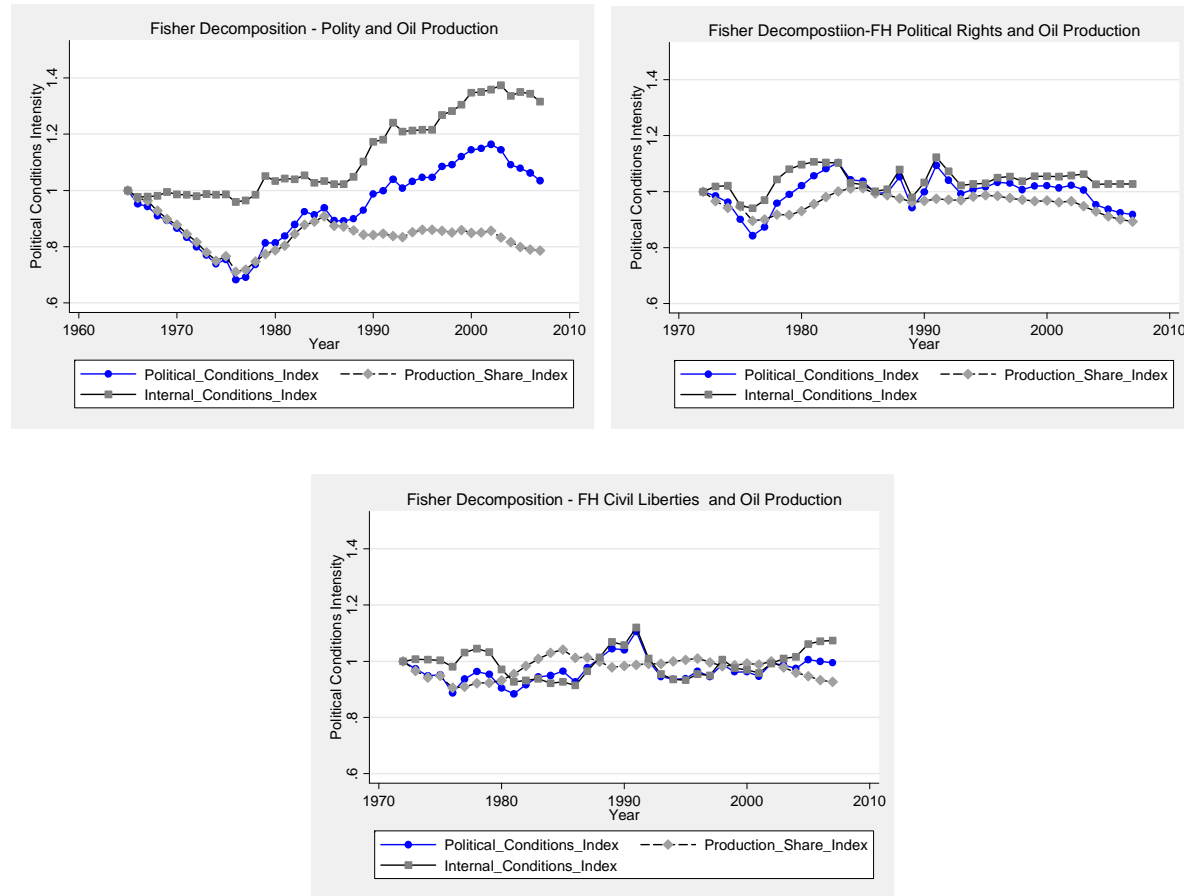 Fisher Decomposition - Polity and Oil Production
Political Conditions Intensity
1.4
1.2
1
.8
.6
1960 1970 1980 1990 2000 2010
Year
Political_Conditions_Index Production_Share_Index
Internal_Conditions_Index
Fisher Decompostiion-FH Political Rights and Oil Production
Political Conditions Intensity
1.4
1.2
1
.8
.6
1970 1980 1990 2000 2010
Year
Political_Conditions_Index Production_Share_Index
Internal_Conditions_Index
Fisher Decomposition - FH Civil Liberties and Oil Production
Political Conditions Intensity
1.4
1.2
1
.8
.6
1970 1980 1990 2000 2010
Year
Political_Conditions_Index Production_Share_Index
Internal_Conditions_Index